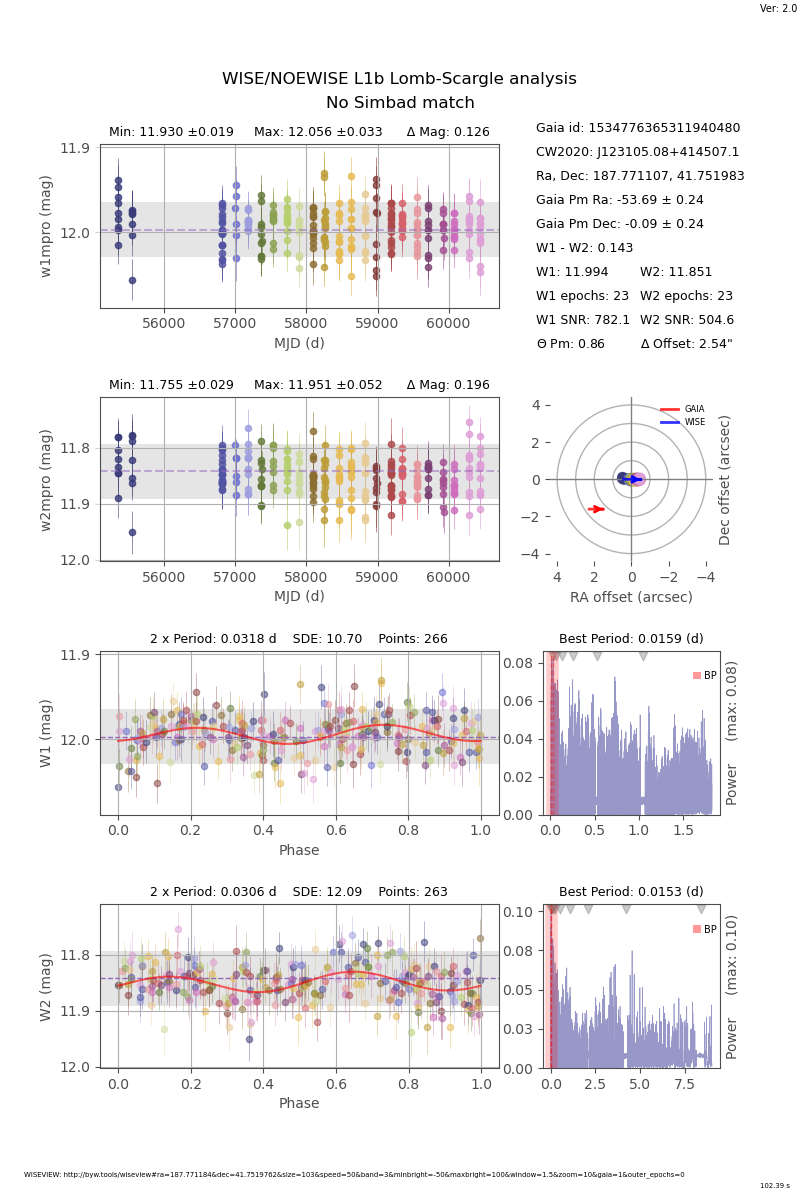 Ver: 2.0
WISE/NOEWISE L1b Lomb-Scargle analysis
No Simbad match
Min: 11.930 ±0.019 Max: 12.056 ±0.033 Δ Mag: 0.126
11.9
12.0
w1mpro (mag)
56000 57000 58000 59000 60000
MJD (d)
Gaia id: 1534776365311940480
CW2020: J123105.08+414507.1
Ra, Dec: 187.771107, 41.751983
Gaia Pm Ra: -53.69 ± 0.24
Gaia Pm Dec: -0.09 ± 0.24
W1 - W2: 0.143
W1: 11.994 W2: 11.851
W1 epochs: 23 W2 epochs: 23
W1 SNR: 782.1 W2 SNR: 504.6
Θ Pm: 0.86 Δ Offset: 2.54"
Min: 11.755 ±0.029 Max: 11.951 ±0.052 Δ Mag: 0.196
11.8
11.9
12.0
w2mpro (mag)
56000 57000 58000 59000 60000
MJD (d)
GAIA
WISE
4
2
0
−2
−4
4 2 0 −2 −4
RA offset (arcsec)
Dec offset (arcsec)
2 x Period: 0.0318 d SDE: 10.70 Points: 266
11.9
12.0
W1 (mag)
0.0 0.2 0.4 0.6 0.8 1.0
Phase
Best Period: 0.0159 (d)
BP
0.08
0.06
0.04
0.02
0.00
0.0 0.5 1.0 1.5
Power (max: 0.08)
2 x Period: 0.0306 d SDE: 12.09 Points: 263
11.8
11.9
12.0
W2 (mag)
0.0 0.2 0.4 0.6 0.8 1.0
Phase
Best Period: 0.0153 (d)
BP
0.10
0.08
0.05
0.03
0.00
0.0 2.5 5.0 7.5
Power (max: 0.10)
WISEVIEW: http://byw.tools/wiseview#ra=187.771184&dec=41.7519762&size=103&speed=50&band=3&minbright=-50&maxbright=100&window=1.5&zoom=10&gaia=1&outer_epochs=0
102.39 s